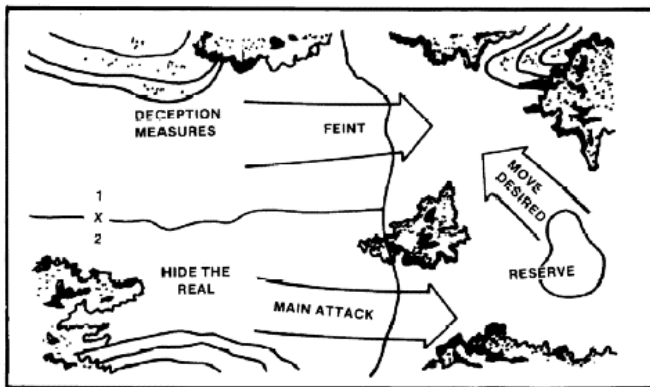 DECEPTION
MEASURES
FEINT
MOVE
DESIRED
1
X
2
HIDE THE
REAL
RESERVE
MAIN ATTACK